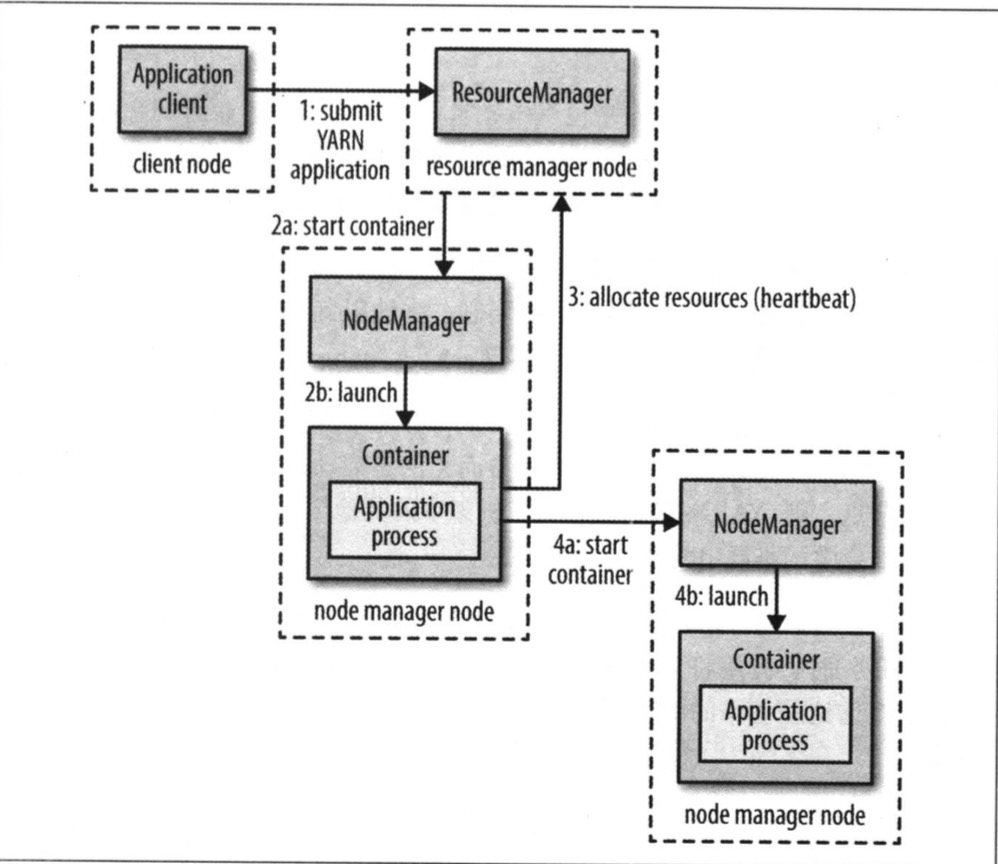 Application
client
client node
1: submit
YARN
application
ResourceManager
resource manager node
2a: start container
NodeManager
2b: launch
Container
Application
process
node manager node
3: allocate resources (heartbeat)
4a: start
container
NodeManager
4b: launch
Container
Application
process
node manager node